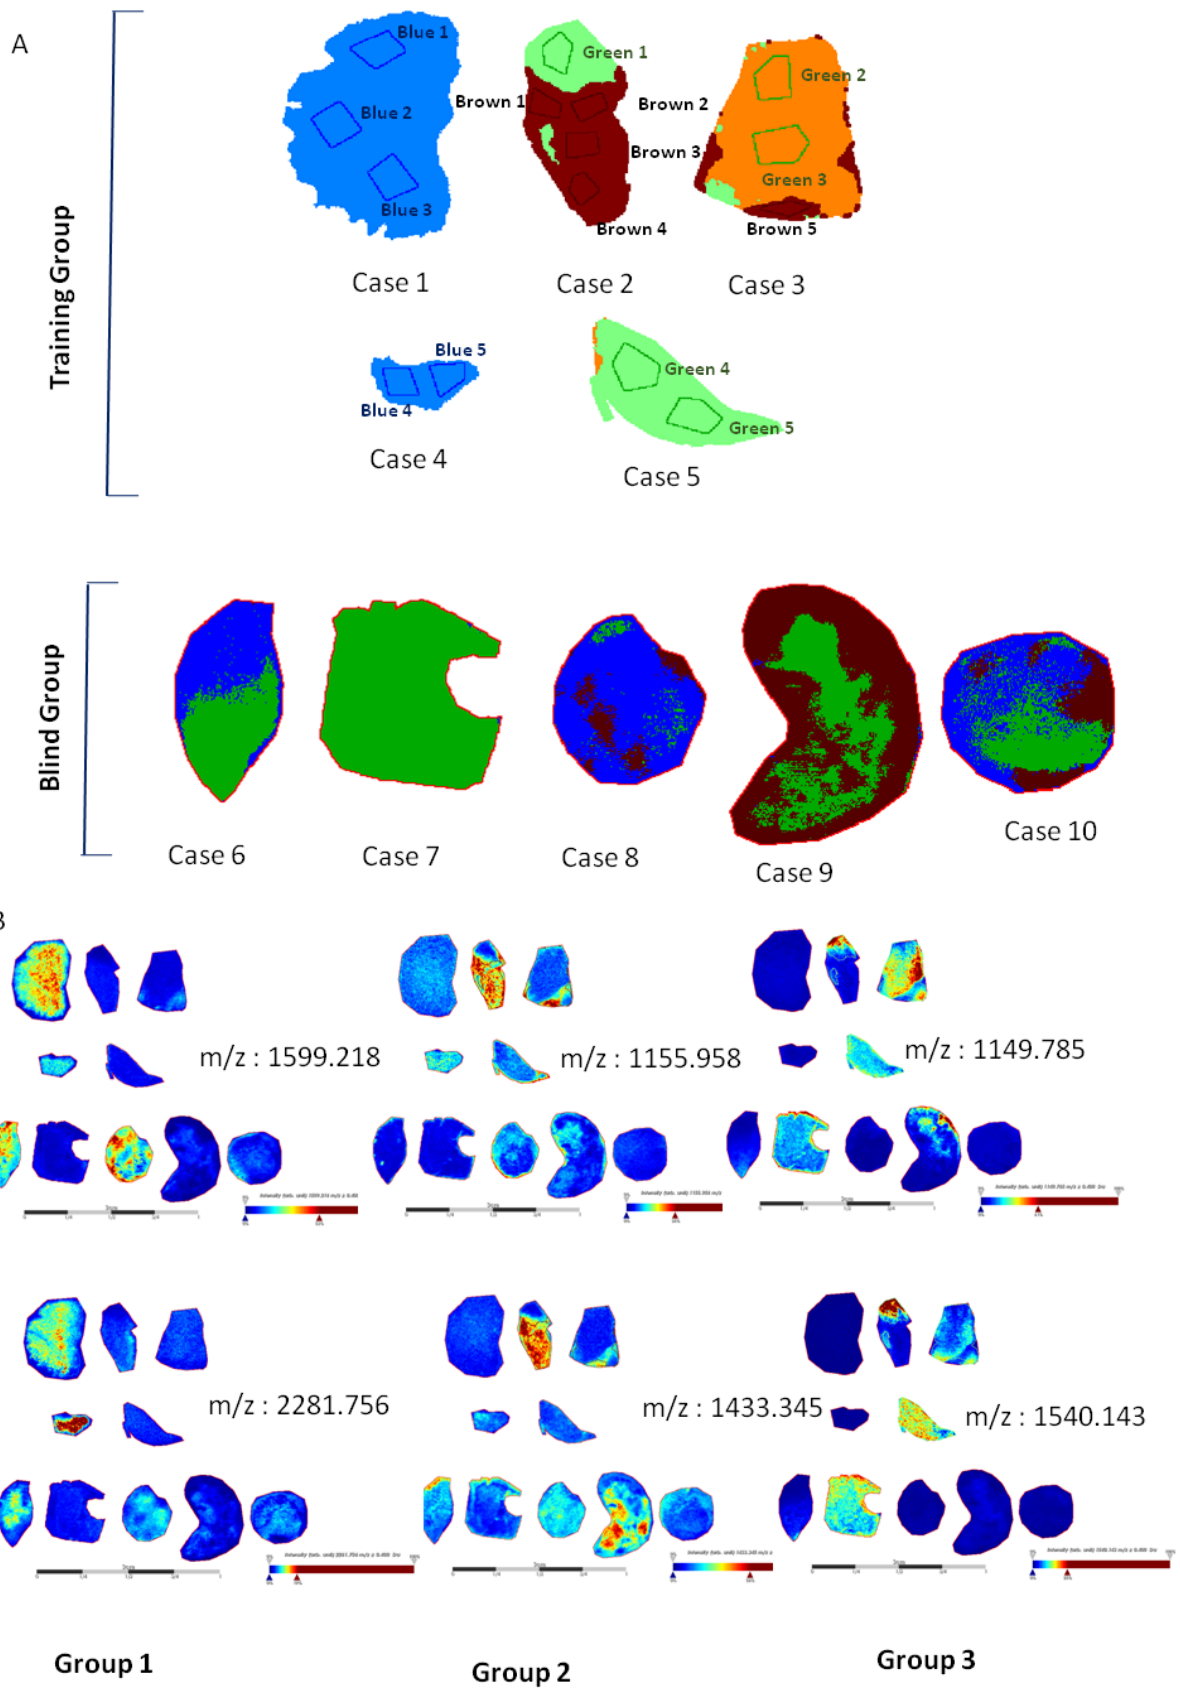 A
Training Group
Blue 1
Blue 2
Blue 3
Case 1
Green 1
Brown 1
Brown 2
Brown 3
Brown 4
Case 2
Green 2
Green 3
Brown 5
Case 3
Blue 5
Blue 4
Case 4
Green 4
Green 5
Case 5
Blind Group
Case 6
Case 7
Case 8
Case 9
Case 10
m/z : 1599.218
m/z : 1155.958
m/z : 1149.785
m/z : 2281.756
m/z : 1433.345
m/z : 1540.143
Group 1
Group 2
Group 3